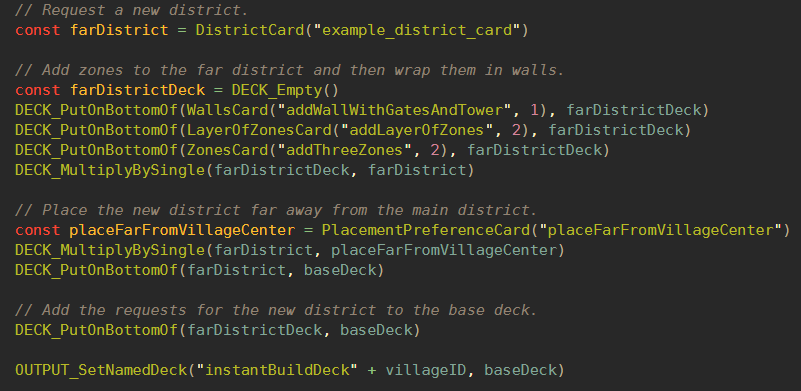 // Request a new district.
const farDistrict = DistrictCard("example_district_card")
// Add zones to the far district and then wrap them in walls.
const farDistrictDeck = DECK_Empty()
DECK_PutOnBottomOf(WallsCard("addWallWithGatesAndTower", 1), farDistrictDeck)
DECK_PutOnBottomOf(LayerOfZonesCard("addLayerOfZones", 2), farDistrictDeck)
DECK_PutOnBottomOf(ZonesCard("addThreeZones", 2), farDistrictDeck)
DECK_MultiplyBySingle(farDistrictDeck, farDistrict)
// Place the new district far away from the main district.
const placeFarFromVillageCenter = PlacementPreferenceCard("placeFarFromVillageCenter")
DECK_MultiplyBySingle(farDistrict, placeFarFromVillageCenter)
DECK_PutOnBottomOf(farDistrict, baseDeck)
// Add the requests for the new district to the base deck.
DECK_PutOnBottomOf(farDistrictDeck, baseDeck)
OUTPUT_SetNamedDeck("instantBuildDeck" + villageID, baseDeck)